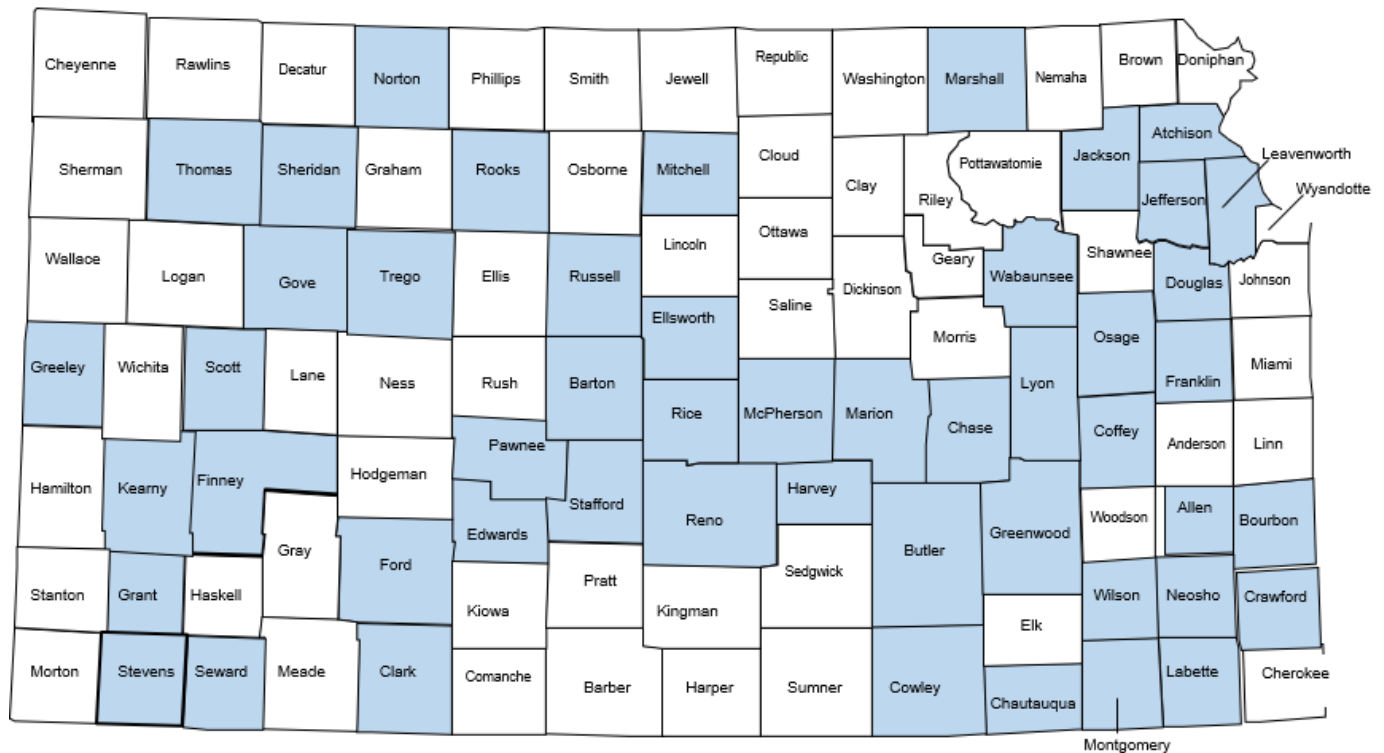 Cheyenne
Rawlins
Decatur
Norton
Phillips
Smith
Jewell
Republic
Washington
Marshall
Nemaha
Brown
Doniphan
Sherman
Thomas
Sheridan
Graham
Rooks
Osborne
Mitchell
Cloud
Clay
Riley
Pottawatomie
Jackson
Atchison
Jefferson
Leavenworth
Wyandotte
Wallace
Logan
Gove
Trego
Ellis
Russell
Lincoln
Ottawa
Dickinson
Geary
Wabaunsee
Shawnee
Douglas
Johnson
Ellsworth
Saline
Morris
Greeley
Wichita
Scott
Lane
Ness
Rush
Barton
Rice
McPherson
Marion
Chase
Lyon
Osage
Franklin
Miami
Hamilton
Kearny
Finney
Hodgeman
Pawnee
Stafford
Reno
Harvey
Coffey
Anderson
Linn
Gray
Ford
Edwards
Butler
Greenwood
Woodson
Allen
Bourbon
Stanton
Grant
Haskell
Kiowa
Pratt
Kingman
Sedgwick
Elk
Wilson
Neosho
Crawford
Morton
Stevens
Seward
Meade
Clark
Comanche
Barber
Harper
Sumner
Cowley
Chautauqua
Labette
Cherokee
Montgomery